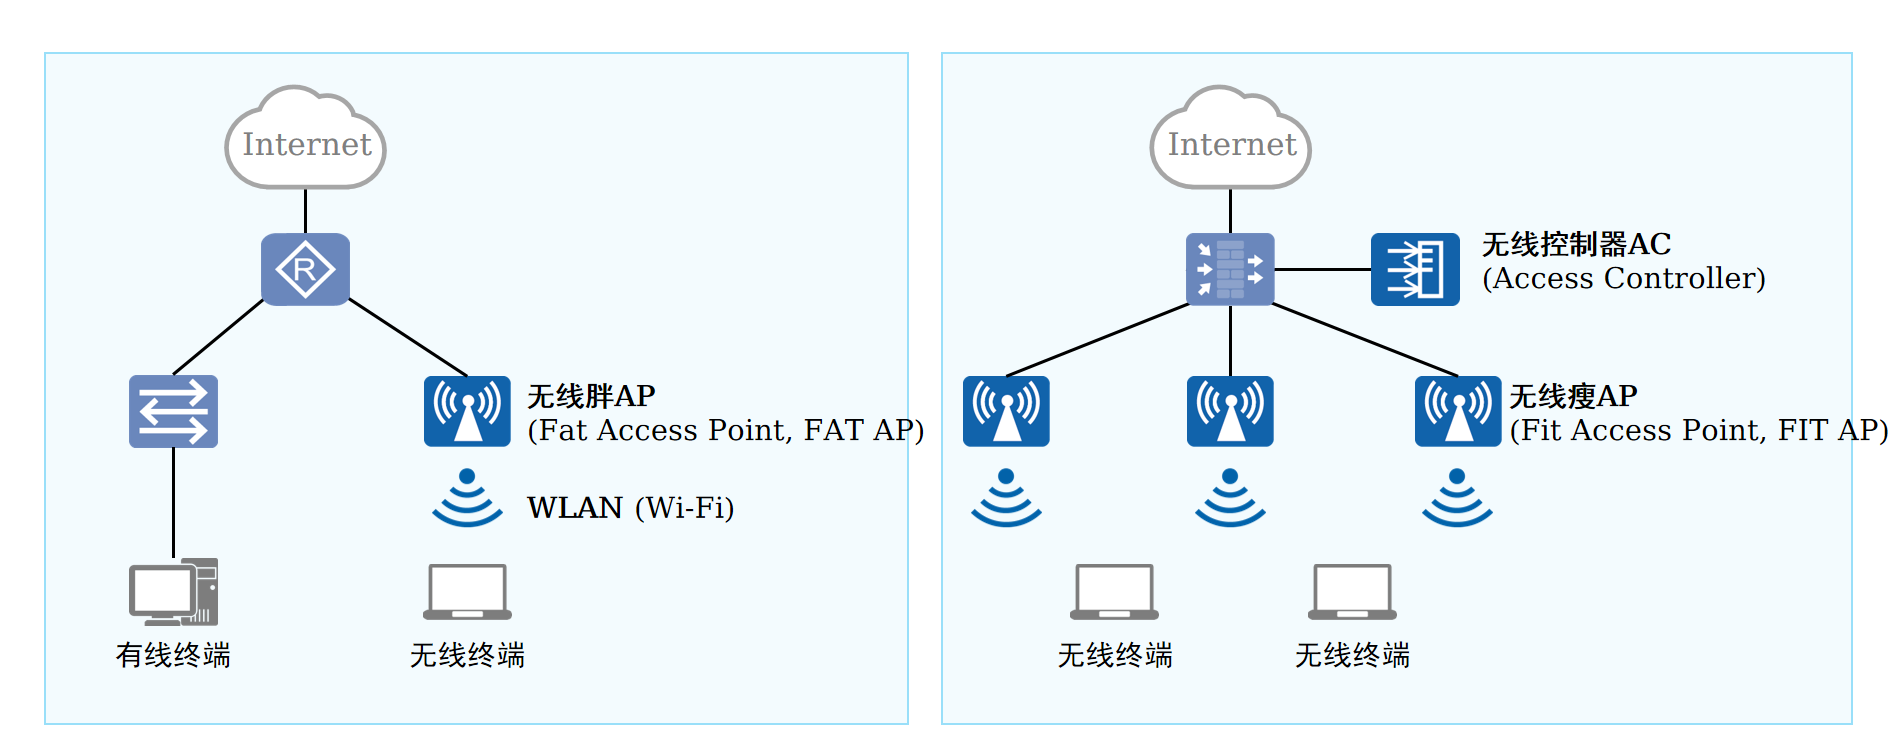 Internet
R
无线胖AP
(Fat Access Point, FAT AP)
WLAN (Wi-Fi)
有线终端
无线终端
Internet
无线控制器AC
(Access Controller)
无线瘦AP
(Fit Access Point, FIT AP)
无线终端
无线终端